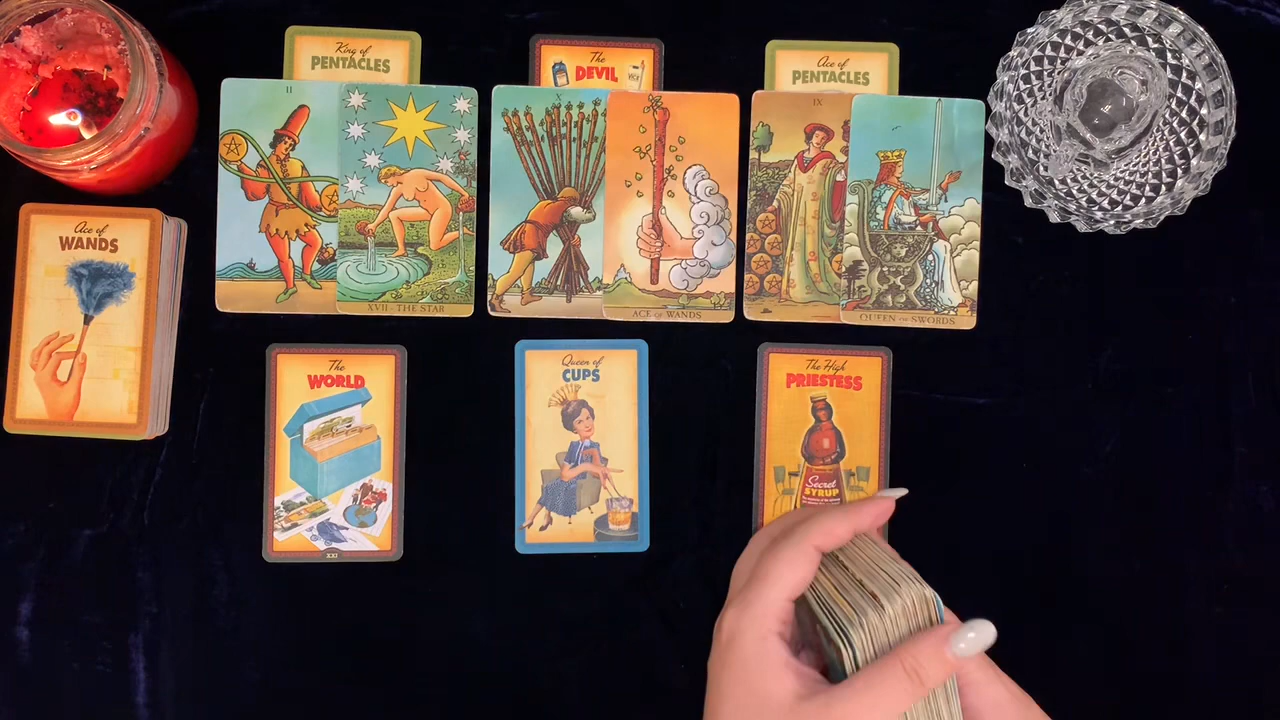 King of
PENTACLES
The
DEVIL
Ace of
PENTACLES
II
XVII - THE STAR
ACE OF WANDS
IX
QUEEN OF SWORDS
Ace of
WANDS
The
WORLD
XXI
Queen of
CUPS
The High
PRIESTESS
Secret
SYRUP